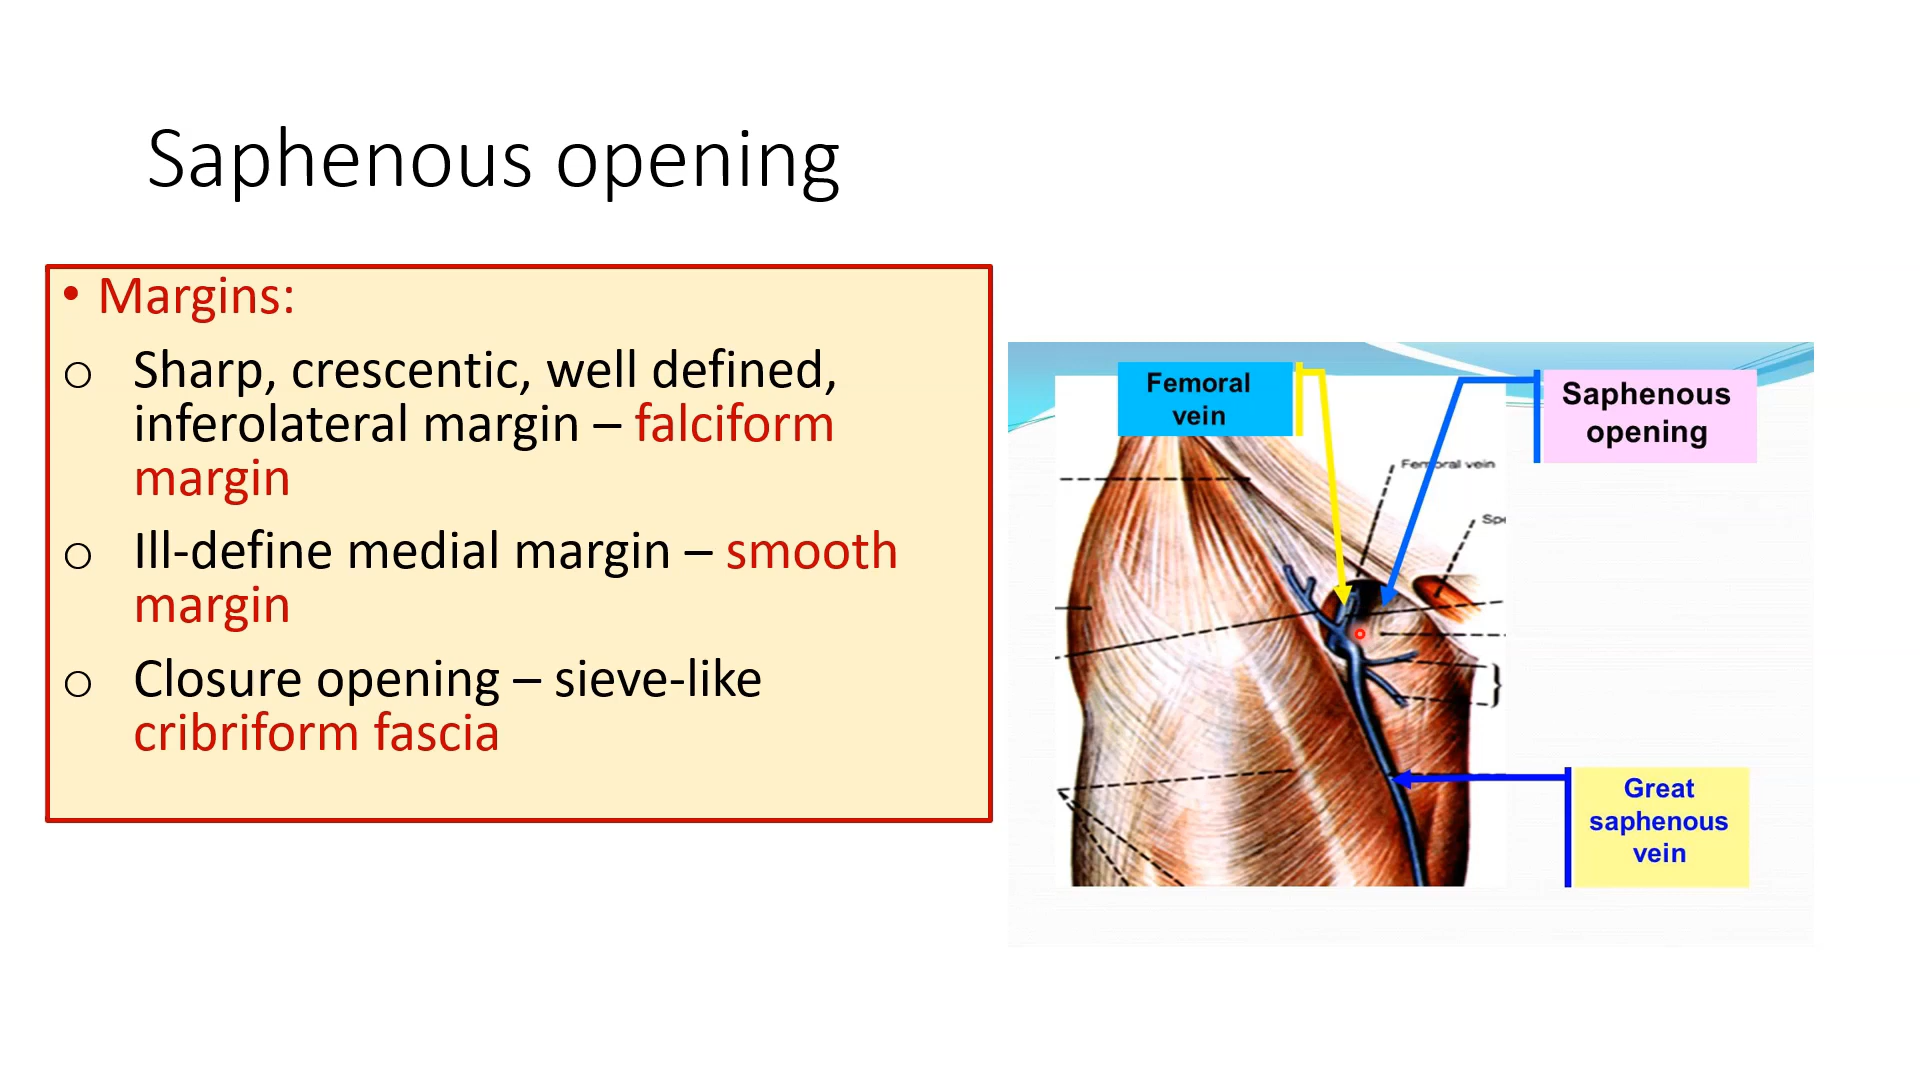 Saphenous opening
• Margins:
o Sharp, crescentic, well defined,
inferolateral margin – falciform
margin
o Ill-define medial margin – smooth
margin
o Closure opening – sieve-like
cribriform fascia
Femoral
vein
Saphenous
opening
Femoral vein
Great
saphenous
vein